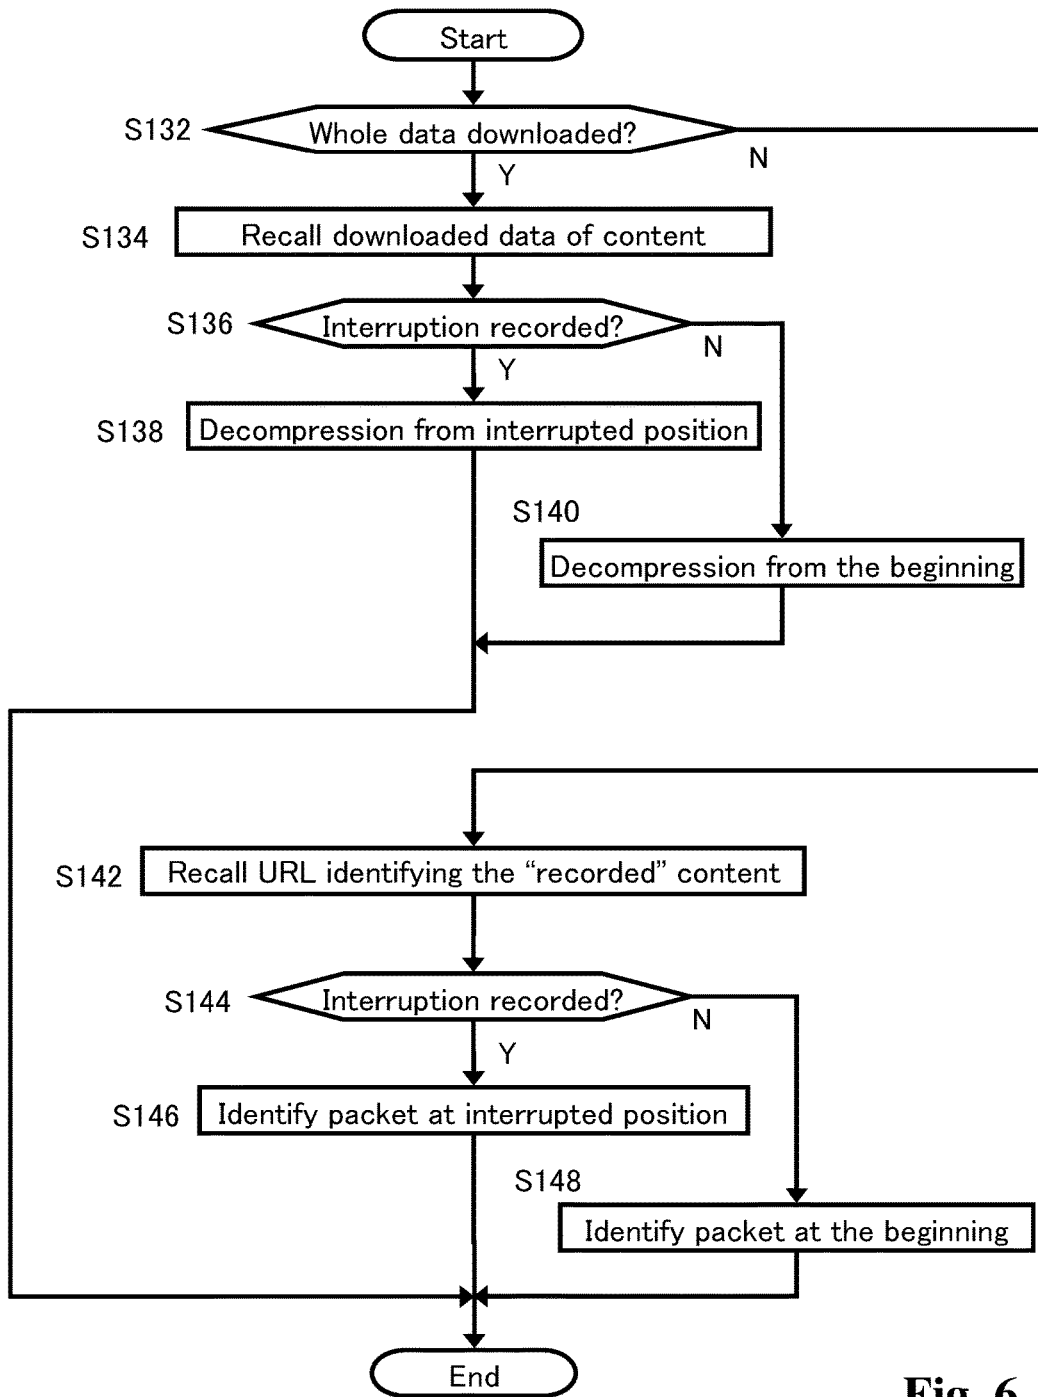 Start
S132
Whole data downloaded?
N
Y
S134
Recall downloaded data of content
S136
Interruption recorded?
N
Y
S138
Decompression from interrupted position
S140
Decompression from the beginning
S142
Recall URL identifying the “recorded” content
S144
Interruption recorded?
N
Y
S146
Identify packet at interrupted position
S148
Identify packet at the beginning
End
Fig. 6